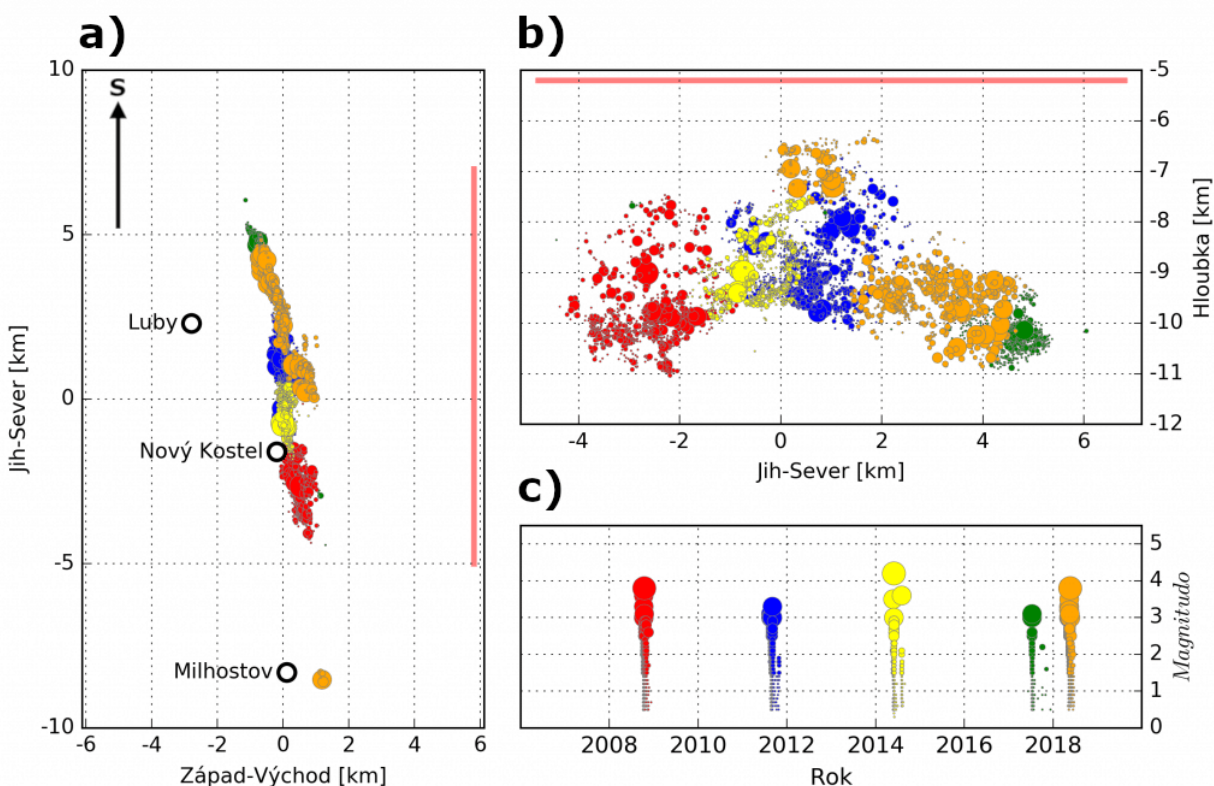 a)
10
S
5
Luby
0
Nový Kostel
-5
Milhostov
-10
-6
-4
-2
0
2
4
6
Jih-Sever [km]
Západ-Východ [km]
b)
-5
-6
-7
-8
-9
-10
-11
-12
Hloubka [km]
-4
-2
0
2
4
6
Jih-Sever [km]
c)
5
4
3
2
1
0
Magnitudo
2008
2010
2012
2014
2016
2018
Rok